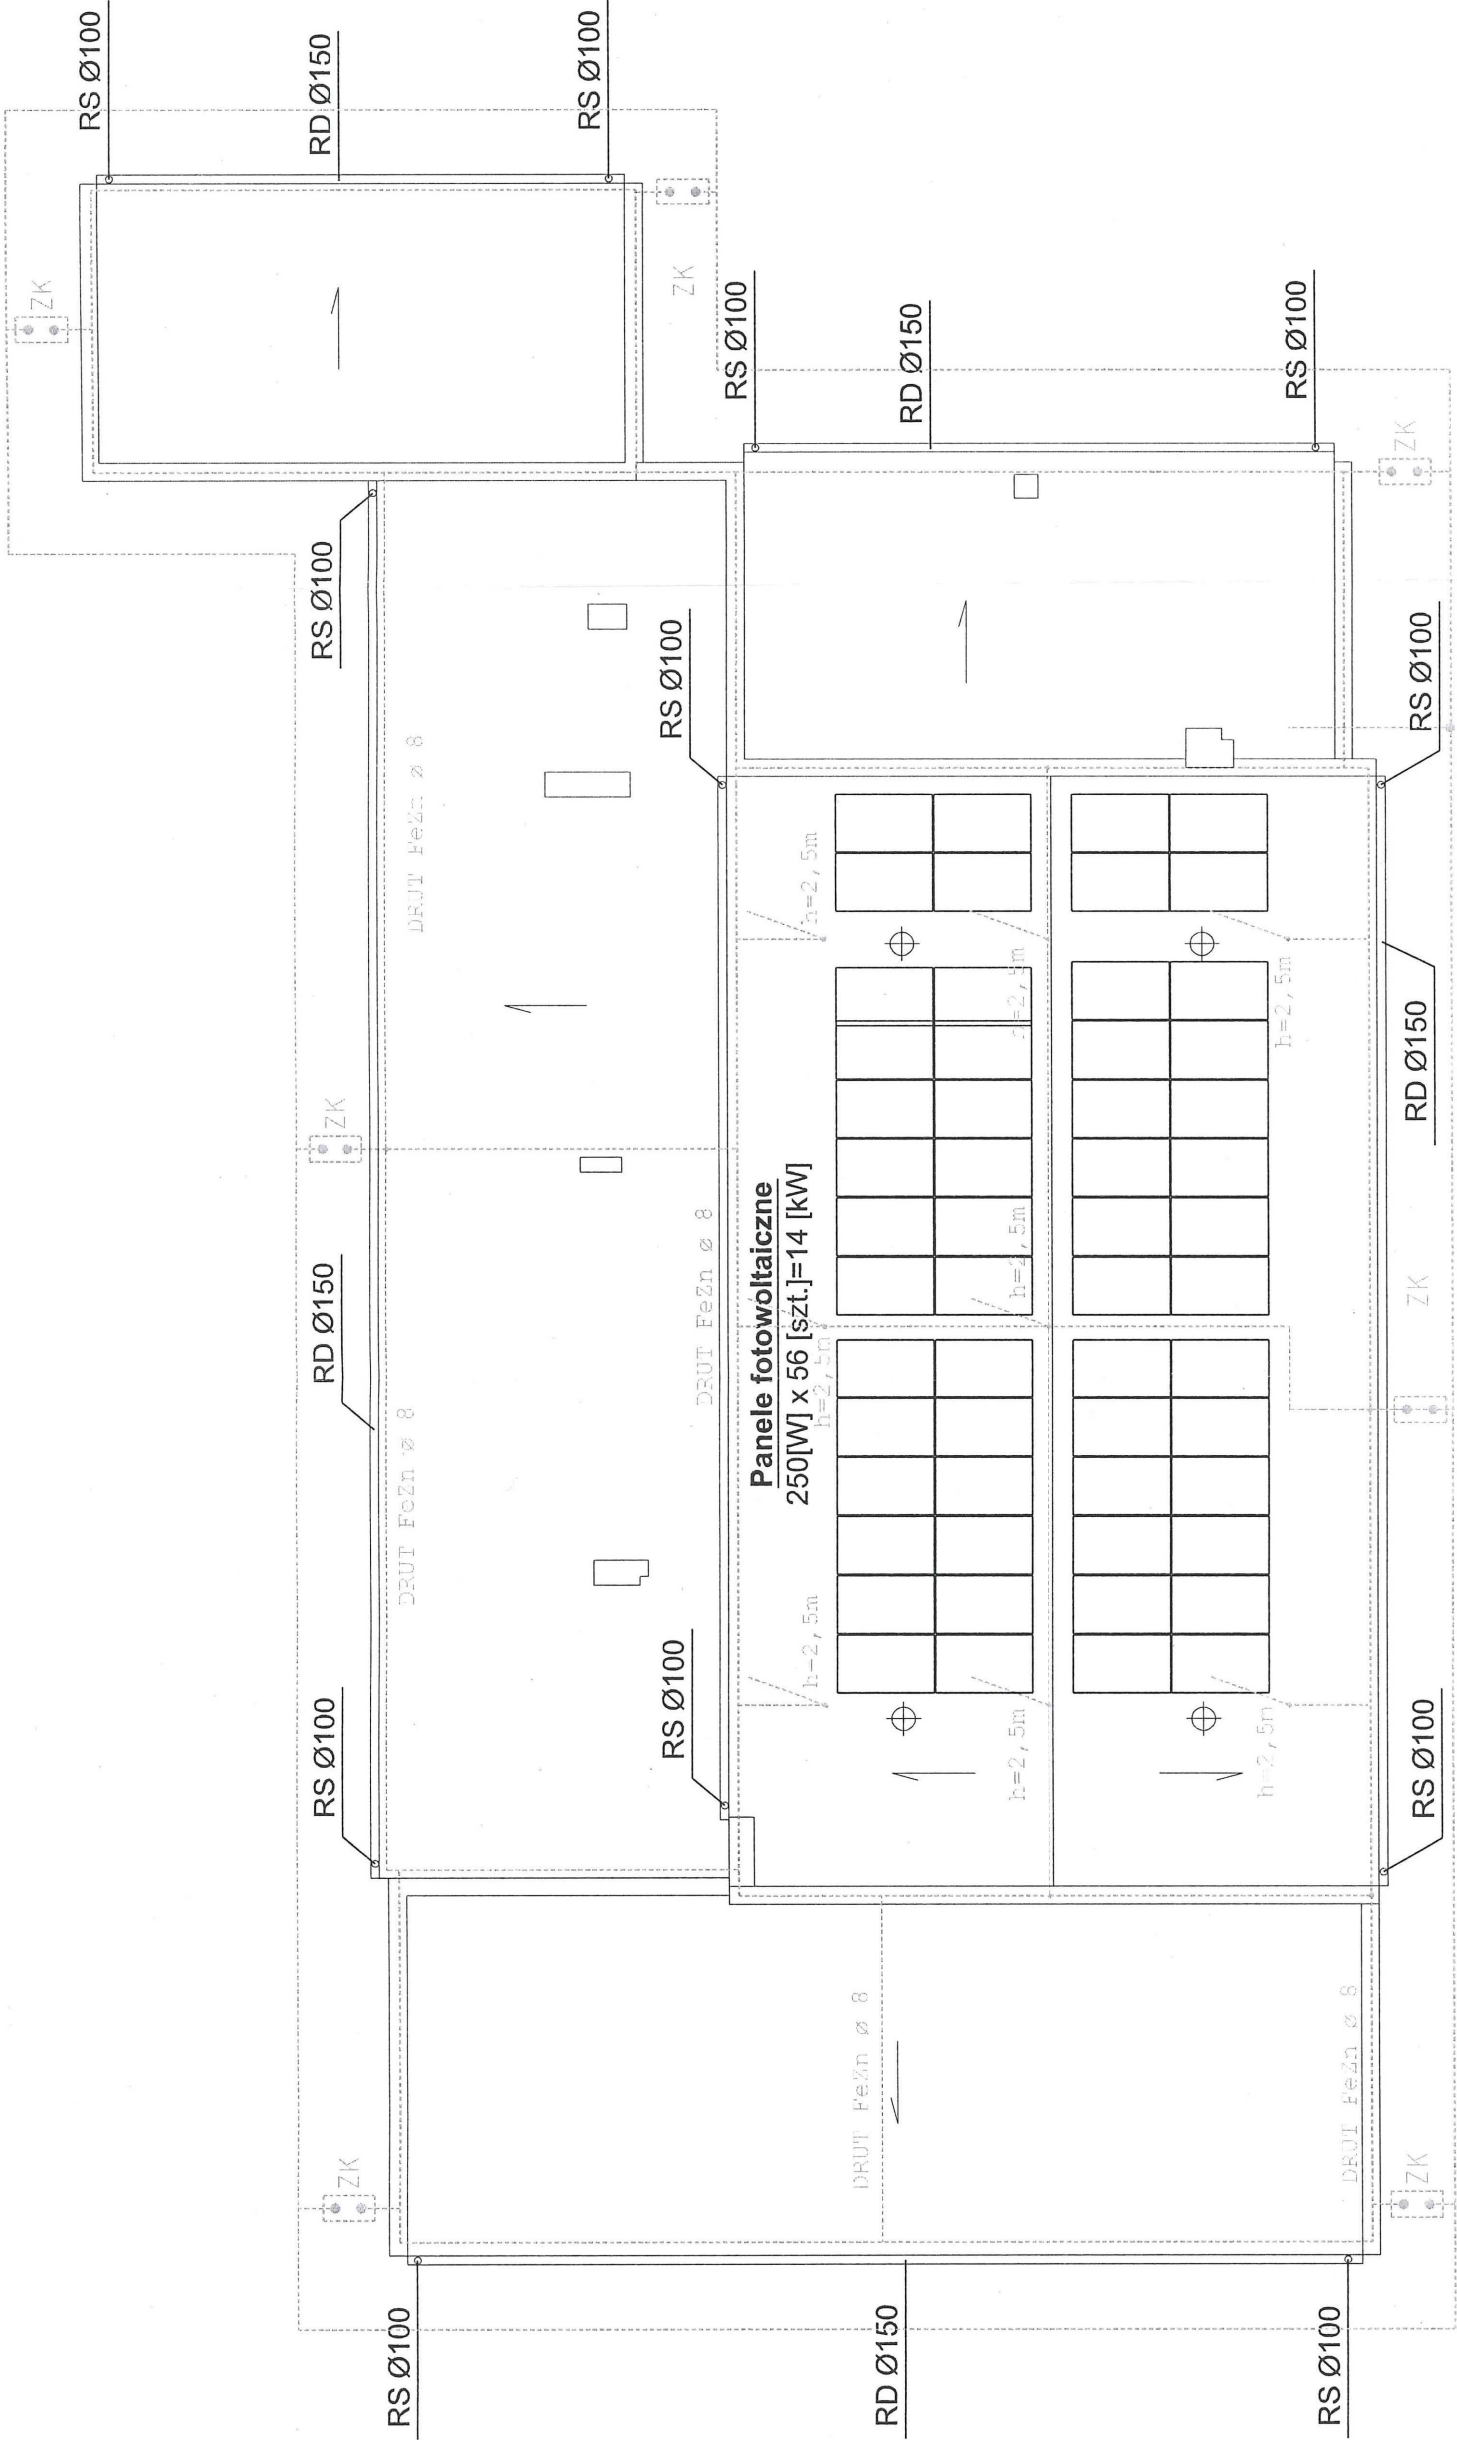 ZK
RS Ø100
RS Ø100
RD Ø150
RS Ø100
RD Ø150
ZK
ZK
RS Ø100
DRUT FeZn ø 8
DRUT FeZn ø 8
RS Ø100
RS Ø100
RS Ø100
ZK
DRUT FeZn ø 8
RS Ø100
Panele fotowoltaiczne
250[W] x 56 [szt.]=14 [kW]
h=2,5m
h=2,5m
h=2,5m
DRUT FeZn ø 8
RD Ø150
RD Ø150
h=2,5m
h=2,5m
h=2,5m
h=2,5m
h=2,5m
RS Ø100
RS Ø100
DRUT FeZn ø 8
ZK
ZK
RS Ø100
ZK
RD Ø150
RS Ø100